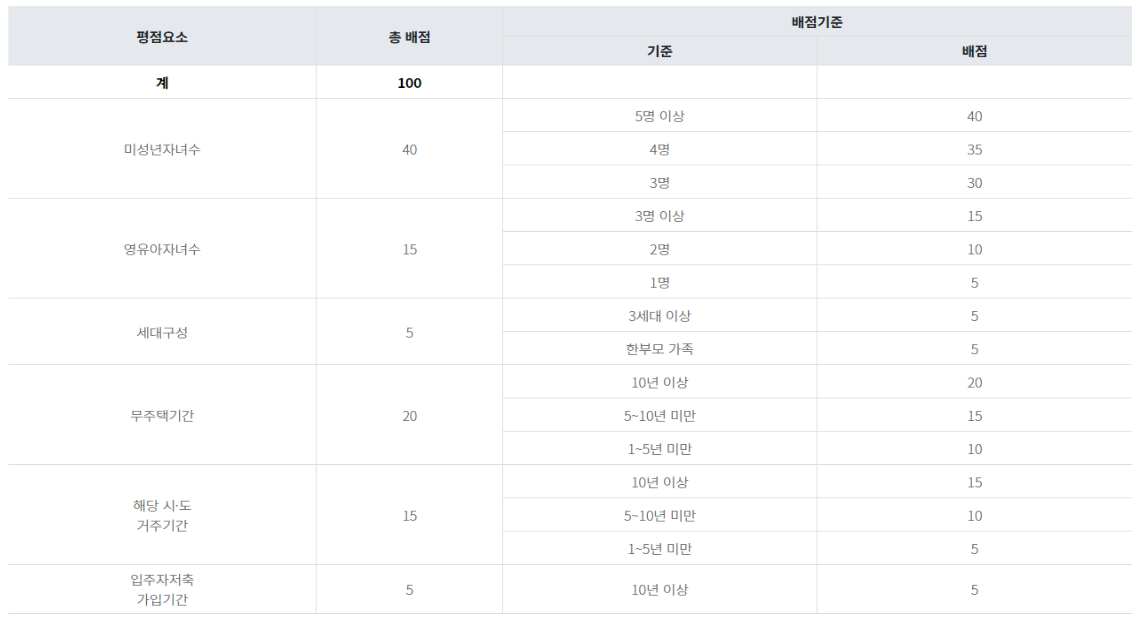 평점요소 총 배점 배점기준
기준 배점
계 100
미성년자녀수 40 5명 이상 40
4명 35
3명 30
영유아자녀수 15 3명 이상 15
2명 10
1명 5
세대구성 5 3세대 이상 5
한부모 가족 5
무주택기간 20 10년 이상 20
5~10년 미만 15
1~5년 미만 10
해당 시·도
거주기간 15 10년 이상 15
5~10년 미만 10
1~5년 미만 5
입주자저축
가입기간 5 10년 이상 5